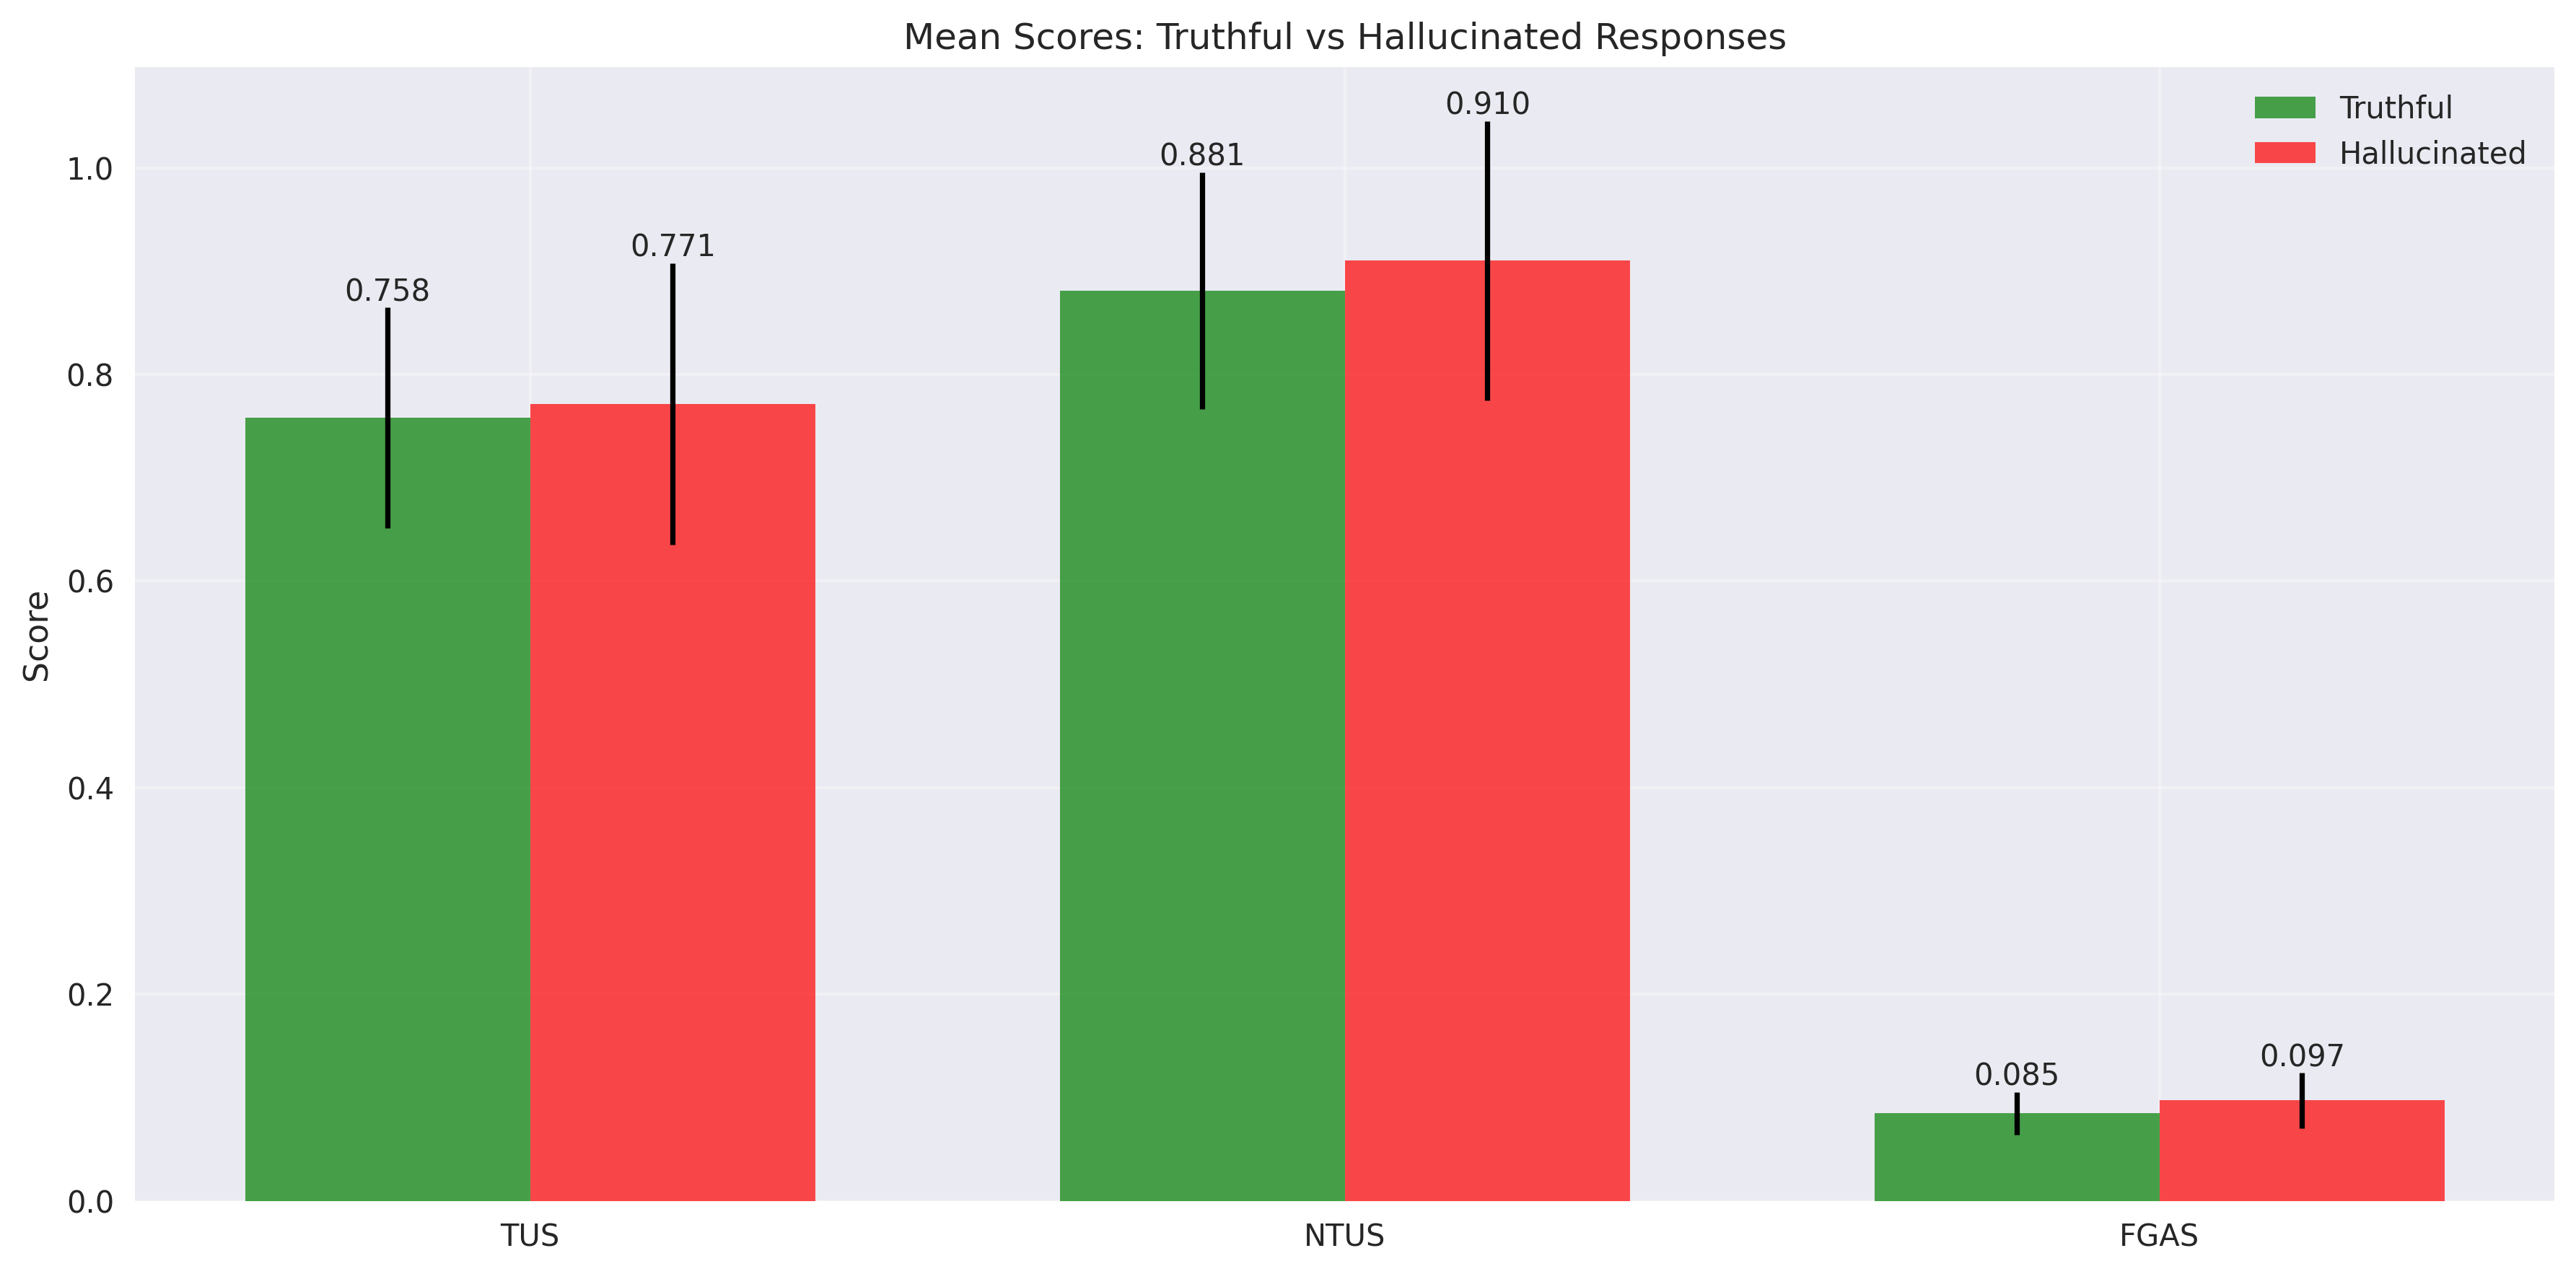 Mean Scores: Truthful vs Hallucinated Responses
Truthful
Hallucinated
Score
1.0
0.8
0.6
0.4
0.2
0.0
0.758
0.771
0.881
0.910
0.085
0.097
TUS
NTUS
FGAS